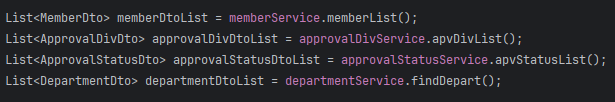 List<MemberDto> memberDtoList = memberService.memberList();
List<ApprovalDivDto> approvalDivDtoList = approvalDivService.apvDivList();
List<ApprovalStatusDto> approvalStatusDtoList = approvalStatusService.apvStatusList();
List<DepartmentDto> departmentDtoList = departmentService.findDepart();